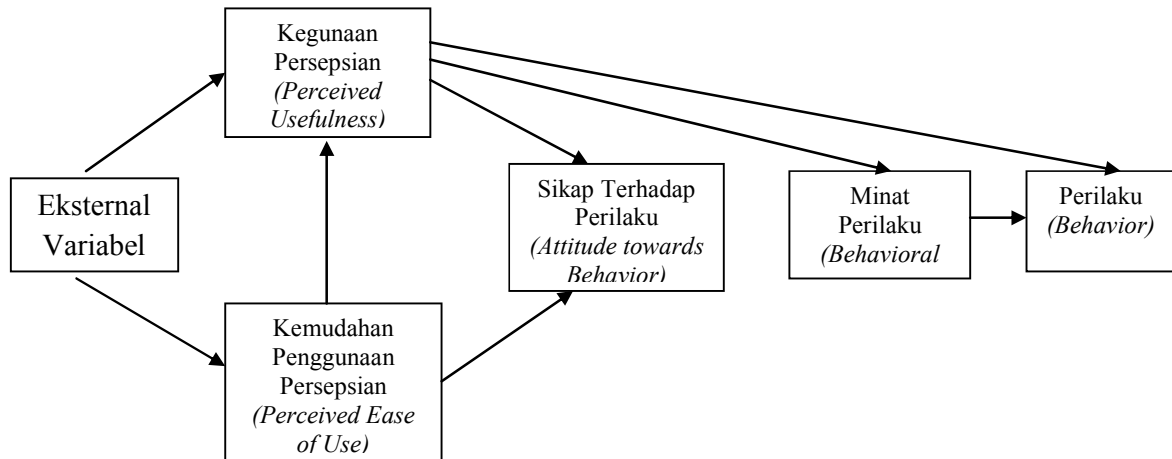 Kegunaan
Persepsian
(Perceived
Usefulness)
Eksternal
Variabel
Kemudahan
Penggunaan
Persepsian
(Perceived Ease
of Use)
Sikap Terhadap
Perilaku
(Attitude towards
Behavior)
Minat
Perilaku
(Behavioral
Perilaku
(Behavior)